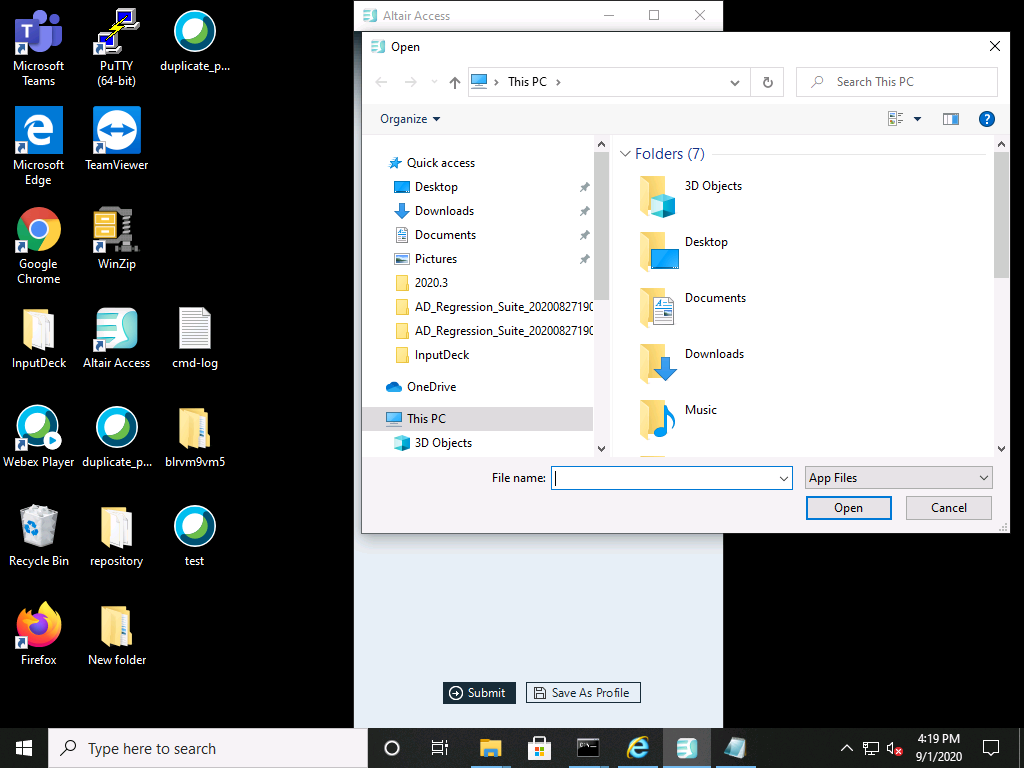 Microsoft
Teams
PuTTY
(64-bit)
duplicate_p...
Microsoft
Edge
TeamViewer
Google
Chrome
WinZip
InputDeck
Altair Access
cmd-log
Webex Player
duplicate_p...
blrvm9vm5
Recycle Bin
repository
test
Firefox
New folder
Altair Access
Open
This PC
Search This PC
Organize
Quick access
Desktop
Downloads
Documents
Pictures
2020.3
AD_Regression_Suite_20200827190
AD_Regression_Suite_20200827190
InputDeck
OneDrive
This PC
3D Objects
Folders (7)
3D Objects
Desktop
Documents
Downloads
Music
File name:
App Files
Open
Cancel
Submit
Save As Profile
Type here to search
4:19 PM
9/1/2020